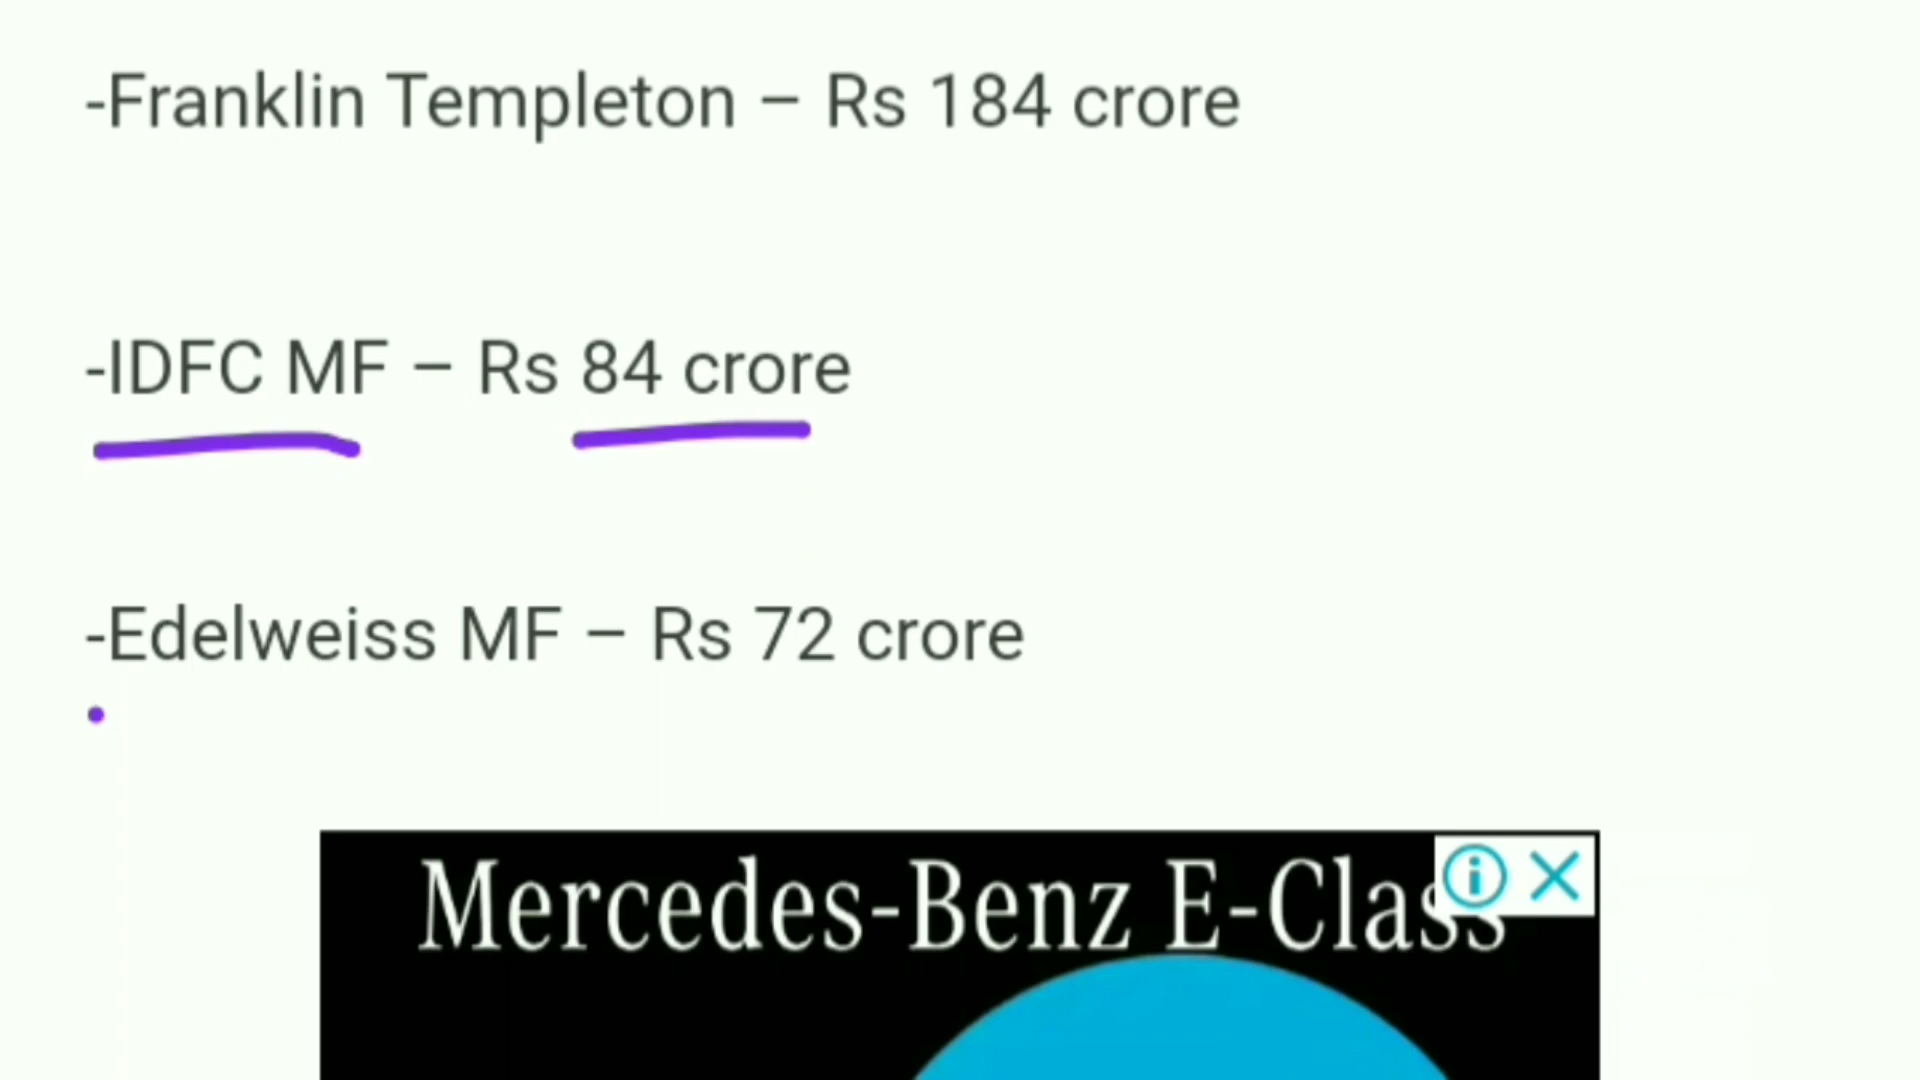 -Franklin Templeton – Rs 184 crore
-IDFC MF – Rs 84 crore
-Edelweiss MF – Rs 72 crore
Mercedes-Benz E-Class